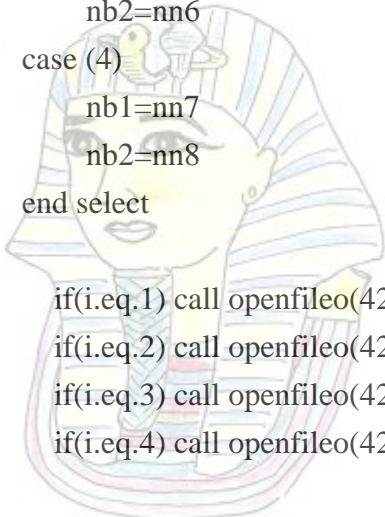 nb2=nn6
case (4)
nb1=nn7
nb2=nn8
end select
if(i.eq.1) call openfileo(42
if(i.eq.2) call openfileo(42
if(i.eq.3) call openfileo(42
if(i.eq.4) call openfileo(42